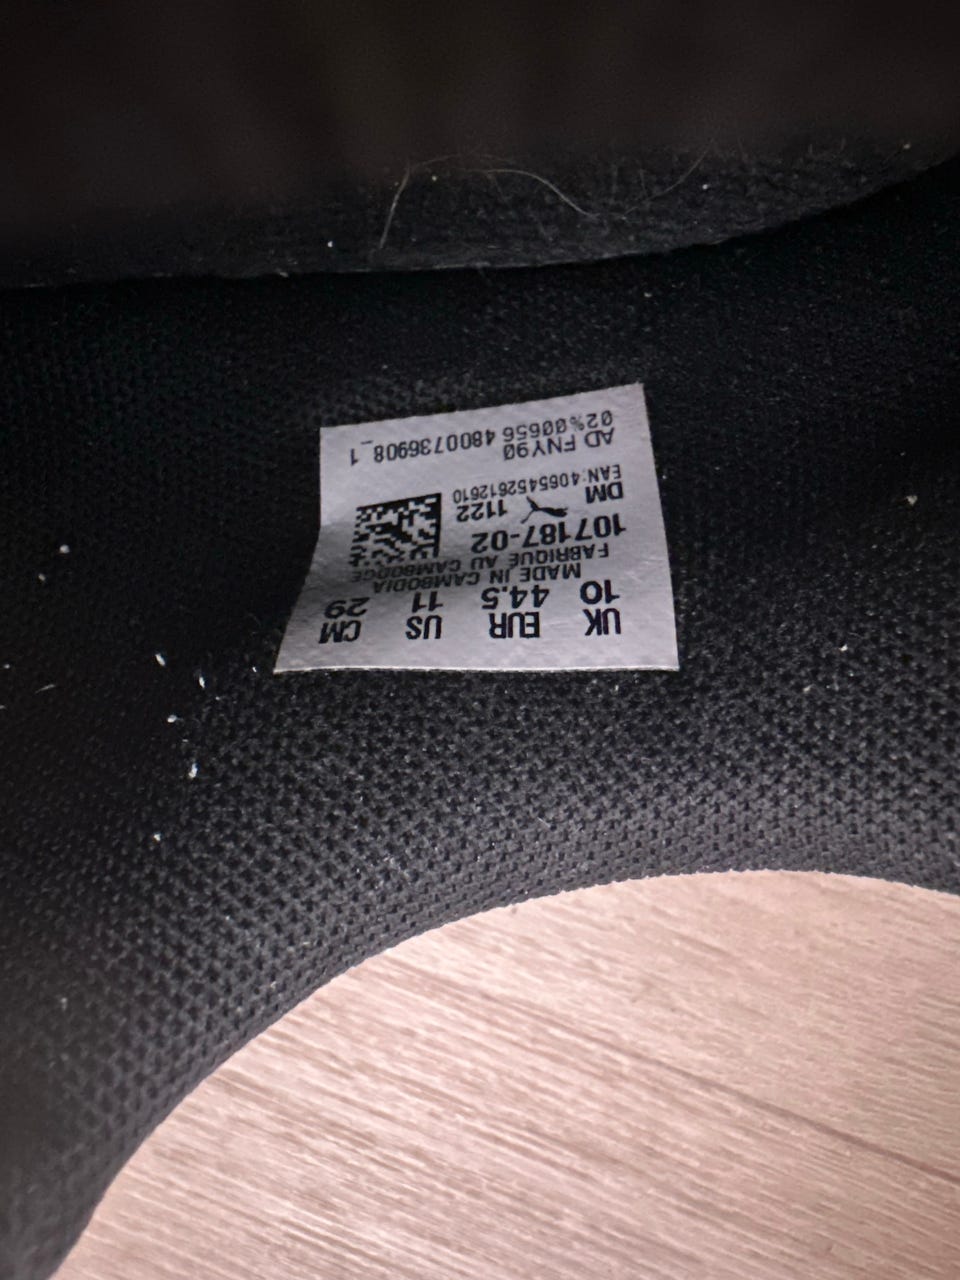 UK EUR US CM
10 44.5 11 29
MADE IN CAMBODIA
FABRIQUE AU CAMBODGE
107187-02
DM 1122
EAN:4065452612610
AD FNY90
02%00656 4800736908_1